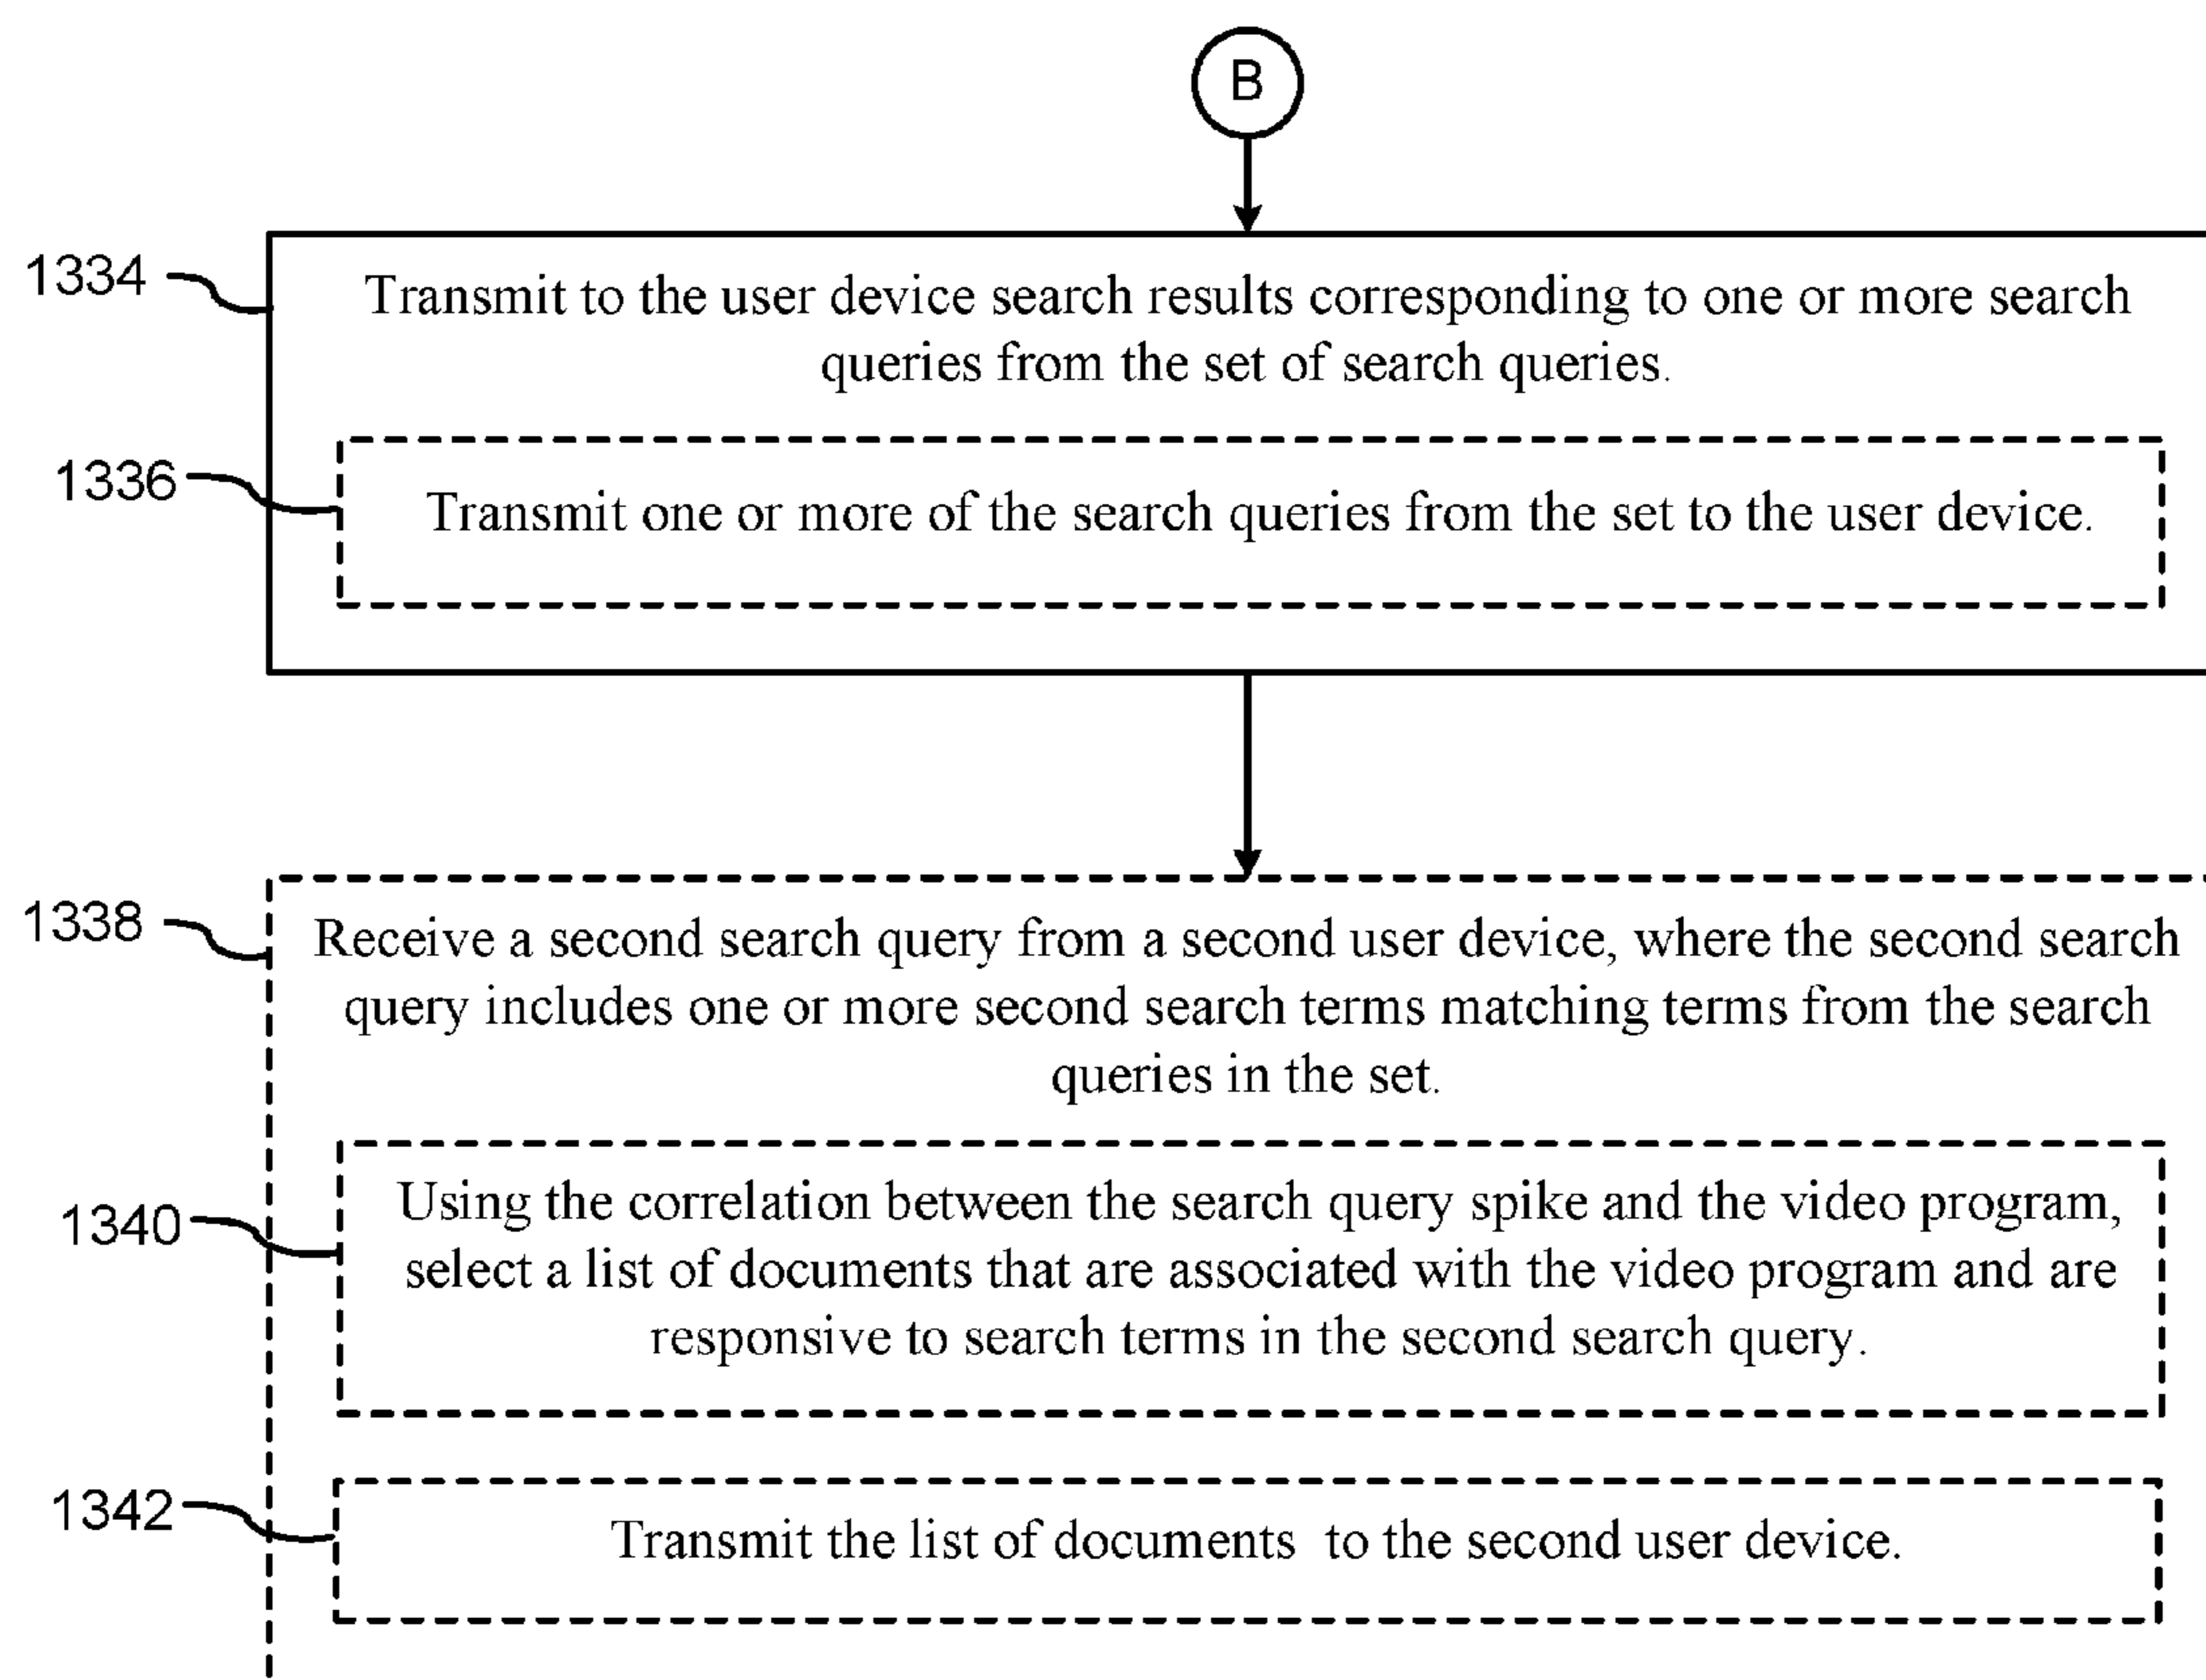 B
1334
Transmit to the user device search results corresponding to one or more search
queries from the set of search queries.
1336
Transmit one or more of the search queries from the set to the user device.
1338
Receive a second search query from a second user device, where the second search
query includes one or more second search terms matching terms from the search
queries in the set.
1340
Using the correlation between the search query spike and the video program,
select a list of documents that are associated with the video program and are
responsive to search terms in the second search query.
1342
Transmit the list of documents  to the second user device.